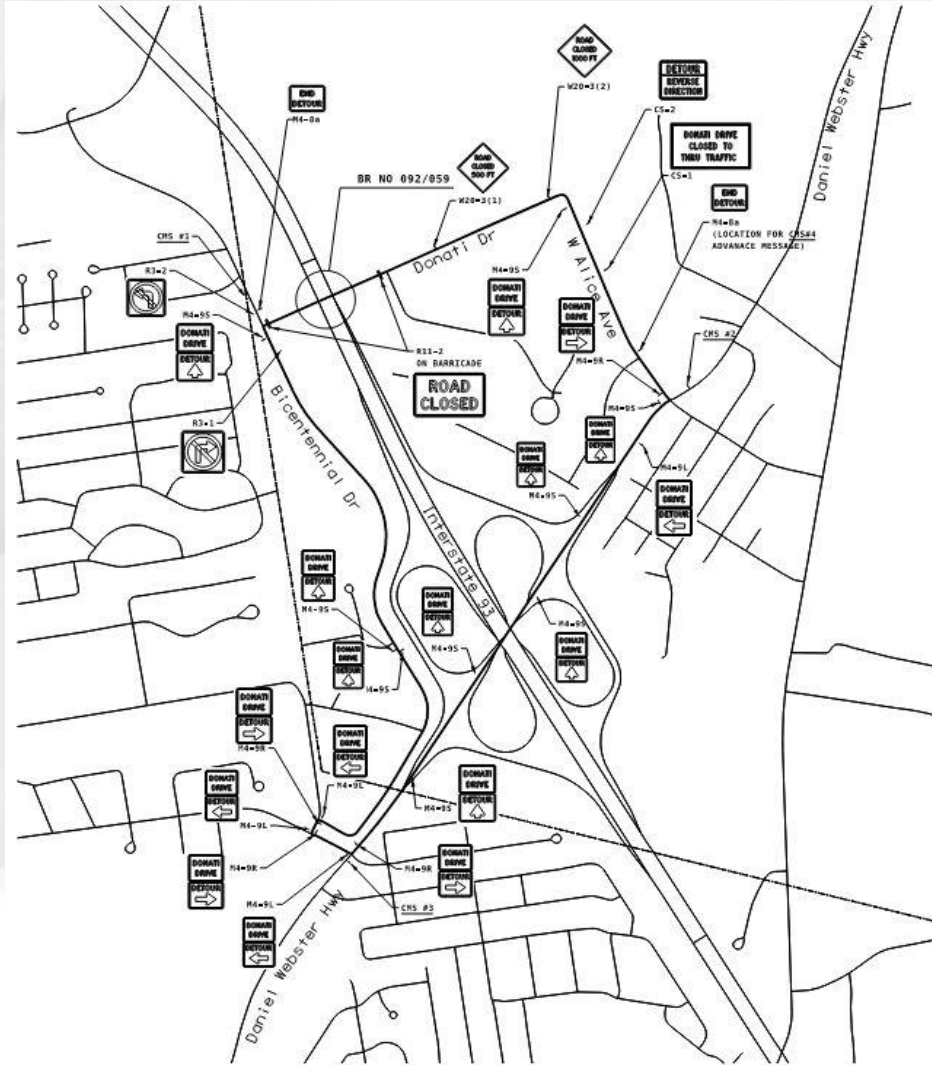 ROAD
CLOSED
1000 FT
W20-3(2)
DETOUR
REVERSE
DIRECTION
CS-2
Daniel Webster Hwy
END
DETOUR
M4-8a
DONATI DRIVE
CLOSED TO
THRU TRAFFIC
CS-1
ROAD
CLOSED
500 FT
BR NO 092/059
W20-3(1)
END
DETOUR
M4-8a
(LOCATION FOR CMS#4
ADVANACE MESSAGE)
CMS #1
Donati Dr
W Alice Ave
R3-2
M4-9S
DONATI
DRIVE
DETOUR
DONATI
DRIVE
DETOUR
M4-9S
DONATI
DRIVE
DETOUR
CMS #2
R11-2
ON BARRICADE
ROAD
CLOSED
M4-9R
M4-9S
R3-1
Bicentennial Dr
DONATI
DRIVE
DETOUR
DONATI
DRIVE
DETOUR
M4-9L
M4-9S
DONATI
DRIVE
DETOUR
Interstate 93
DONATI
DRIVE
DETOUR
M4-9S
DONATI
DRIVE
DETOUR
M4-9S
M4-9S
DONATI
DRIVE
DETOUR
DONATI
DRIVE
DETOUR
M4-9S
DONATI
DRIVE
DETOUR
M4-9R
DONATI
DRIVE
DETOUR
DONATI
DRIVE
DETOUR
M4-9L
M4-9S
DONATI
DRIVE
DETOUR
M4-9L
DONATI
DRIVE
DETOUR
M4-9R
M4-9R
DONATI
DRIVE
DETOUR
M4-9L
CMS #3
DONATI
DRIVE
DETOUR
Daniel Webster Hwy